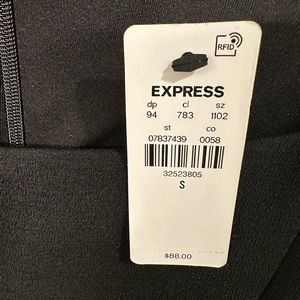 RFID
EXPRESS
dp cl sz
94 783 1102
st co
07837439 0058
32523805
S
$88.00